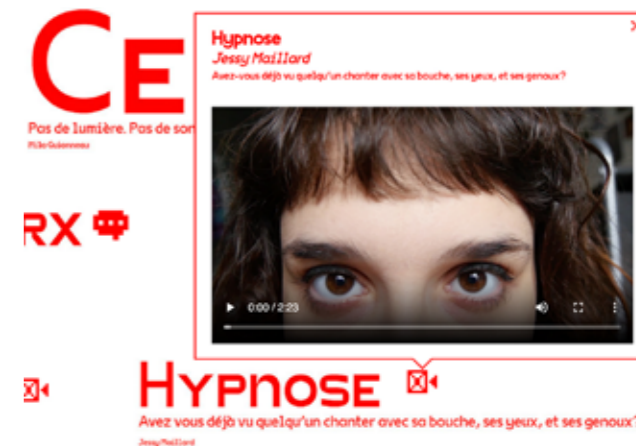 CE
Pas de lumière. Pas de son
Milo Guionneau
RX
Hypnose
Jessy Maillard
Avez-vous déjà vu quelqu'un chanter avec sa bouche, ses yeux, et ses genoux?
0:00 / 2:23
HYPNOSE
Avez vous déjà vu quelqu'un chanter avec sa bouche, ses yeux, et ses genoux?
Jessy Maillard